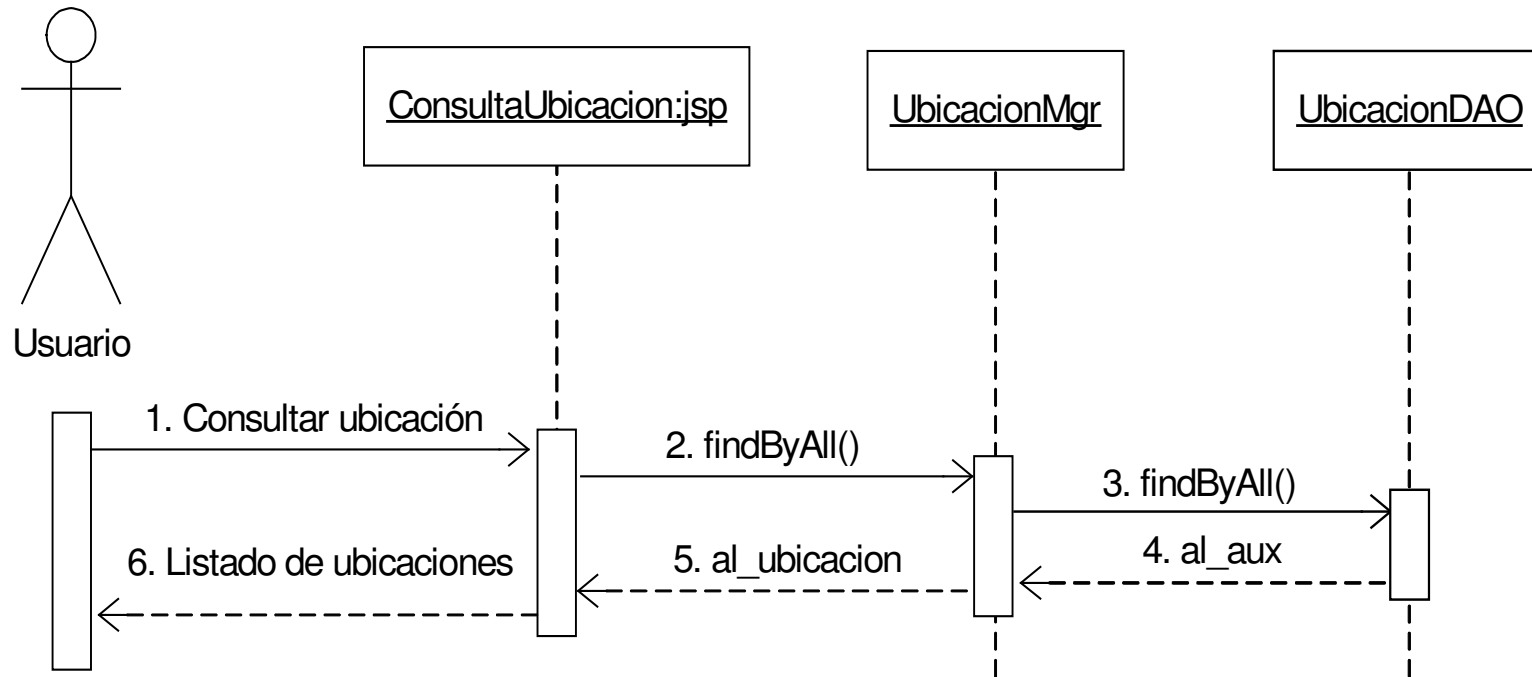 ConsultaUbicacion:jsp
UbicacionMgr
UbicacionDAO
Usuario
1. Consultar ubicación
2. findByAll()
3. findByAll()
4. al_aux
5. al_ubicacion
6. Listado de ubicaciones